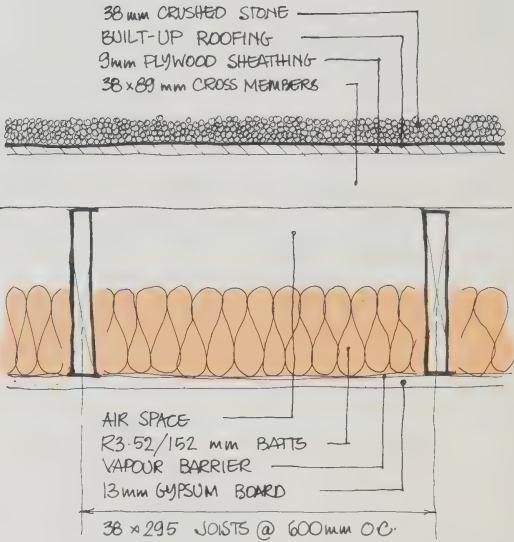 38 mm CRUSHED STONE
BUILT-UP ROOFING
9mm PLYWOOD SHEATHING
38 x 89 mm CROSS MEMBERS
AIR SPACE
R3.52/152 mm BATTS
VAPOUR BARRIER
13mm GYPSUM BOARD
38 x 295 JOISTS @ 600mm O.C.